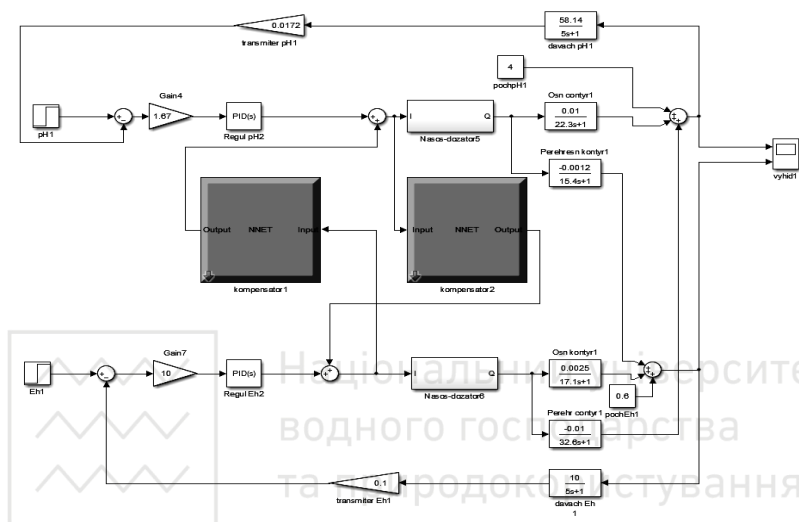 0.0172
transmiter pH1
58.14
5s+1
davach pH1
4
pochpH1
pH1
Gain4
1.67
PID(s)
Regul pH2
I
Q
Nasos-dozator5
Osn contyr1
0.01
22.3s+1
Perehresn kontyr1
-0.0012
15.4s+1
vyhid1
Output
NNET
Input
kompensator1
Input
NNET
Output
kompensator2
Eh1
Gain7
10
PID(s)
Regul Eh2
I
Q
Nasos-dozator6
Osn kontyr1
0.0025
17.1s+1
0.6
pochEh1
Perehr contyr1
-0.01
32.6s+1
0.1
transmiter Eh1
10
5s+1
davach Eh
1
Національний університет
водного господарства
та природокористування